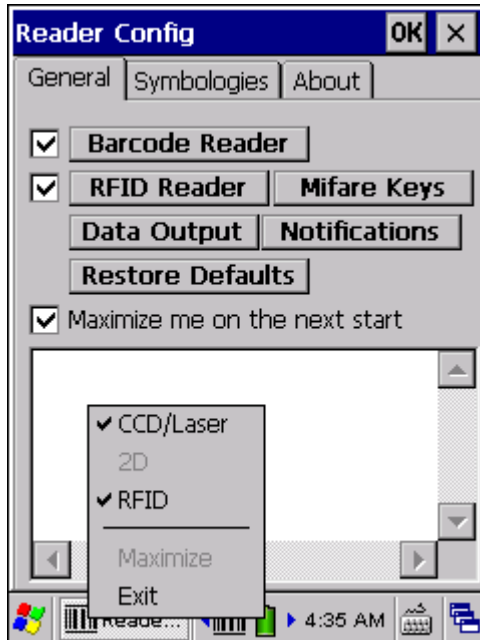 Reader Config OK
General Symbologies About
Barcode Reader
RFID Reader Mifare Keys
Data Output Notifications
Restore Defaults
Maximize me on the next start
CCD/Laser
2D
RFID
Maximize
Exit
Reade... 4:35 AM